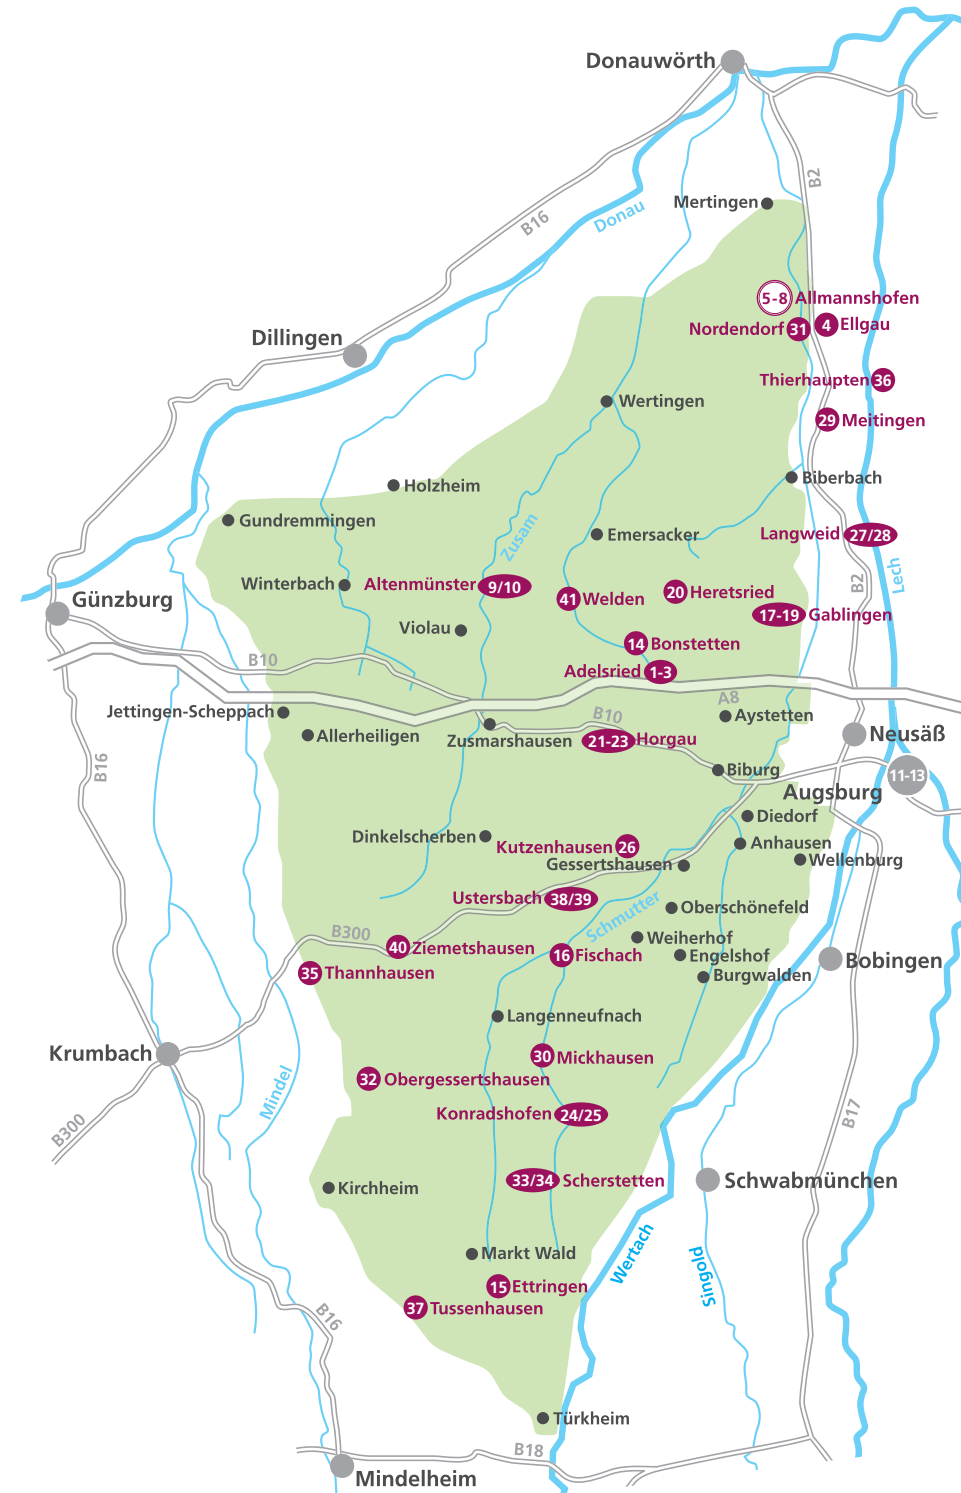 Donauwörth
B2
Mertingen
Donau
B16
5-8 Allmannshofen
Nordendorf 31
4 Ellgau
Dillingen
Thierhaupten 36
Wertingen
29 Meitingen
Biberbach
Holzheim
Gundremmingen
Zusam
Emersacker
Langweid 27/28
Lech
B2
Winterbach
Altenmünster 9/10
41 Welden
20 Heretsried
Günzburg
17-19 Gablingen
Violau
14 Bonstetten
B10
Adelsried 1-3
A8
Jettingen-Scheppach
B10
Aystetten
Allerheiligen
Zusmarshausen
21-23 Horgau
Neusäß
B16
Biburg
11-13
Augsburg
Diedorf
Dinkelscherben
Kutzenhausen 26
Anhausen
Gessertshausen
Wellenburg
Ustersbach 38/39
Schmutter
Oberschönefeld
B300
40 Ziemetshausen
Weiherhof
16 Fischach
Engelshof
Bobingen
35 Thannhausen
Burgwalden
Langenneufnach
Krumbach
30 Mickhausen
32 Obergessertshausen
Mindel
Konradshofen 24/25
B17
B300
33/34 Scherstetten
Schwabmünchen
Kirchheim
Markt Wald
Wertach
Singold
15 Ettringen
37 Tussenhausen
B16
Türkheim
B18
Mindelheim